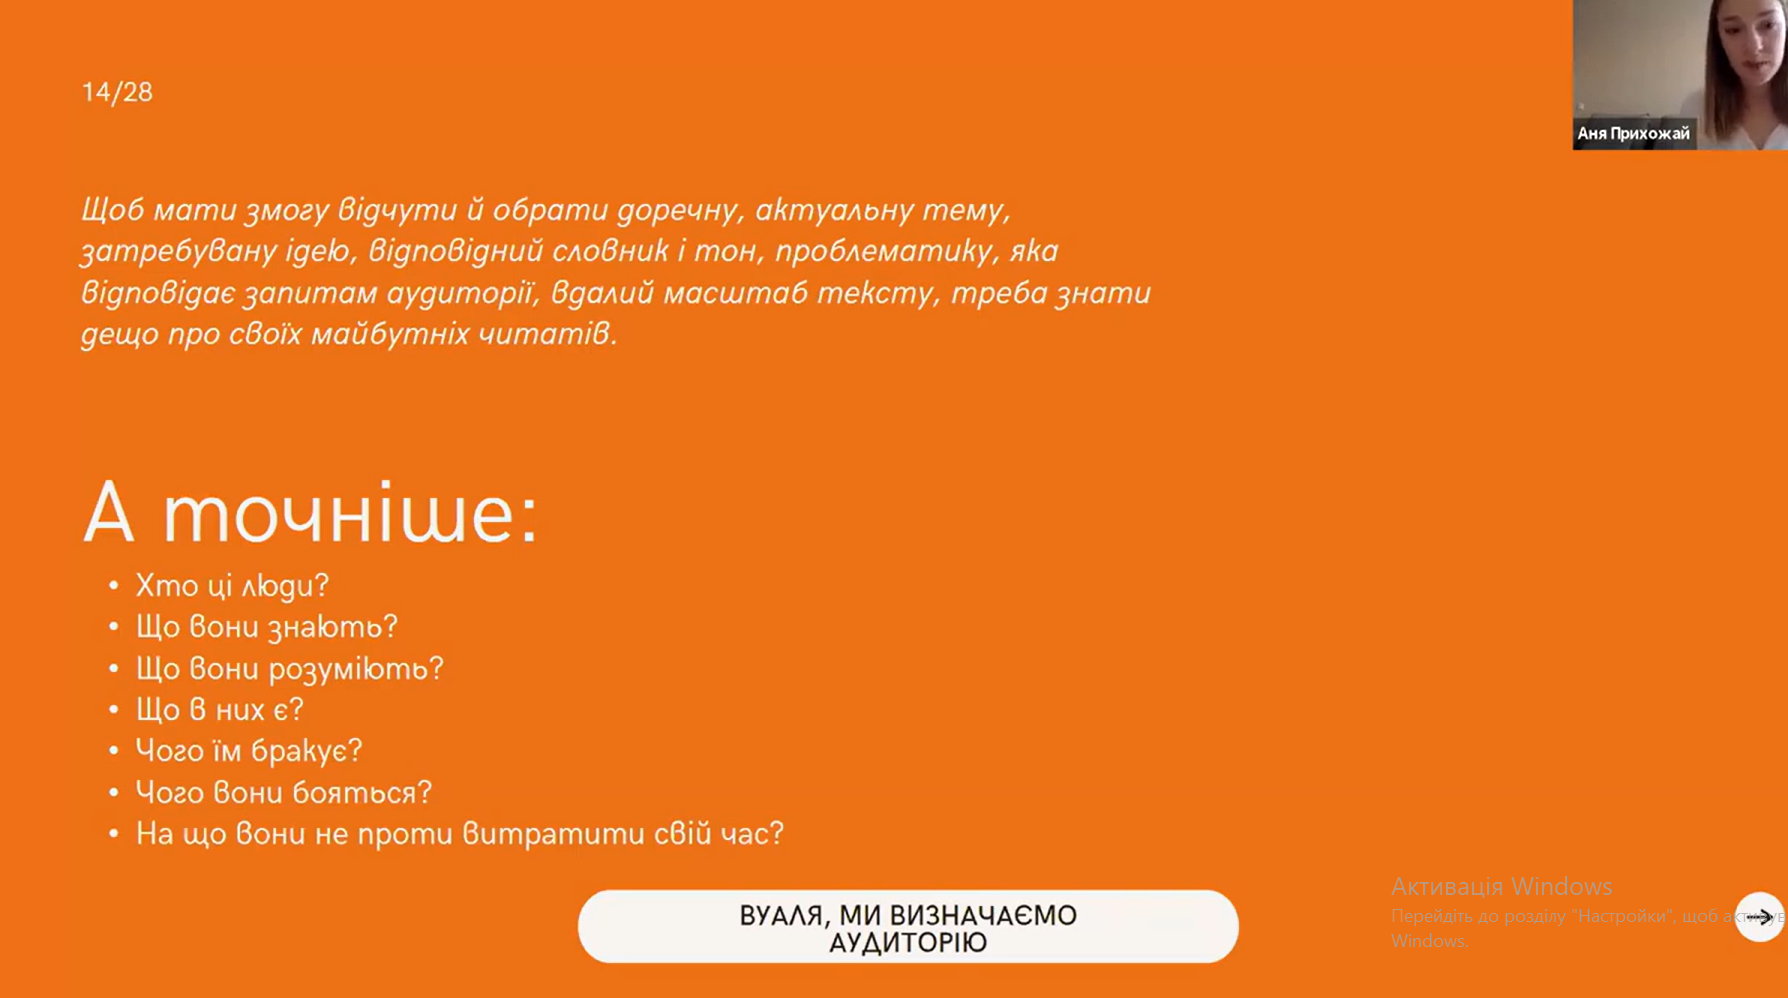 14/28
Аня Прихожай
Щоб мати змогу відчути й обрати доречну, актуальну тему,
затребувану ідею, відповідний словник і тон, проблематику, яка
відповідає запитам аудиторії, вдалий масштаб тексту, треба знати
дещо про своїх майбутніх читатів.
А точніше:
• Хто ці люди?
• Що вони знають?
• Що вони розуміють?
• Що в них є?
• Чого їм бракує?
• Чого вони бояться?
• На що вони не проти витратити свій час?
ВУАЛЯ, МИ ВИЗНАЧАЄМО
АУДИТОРІЮ
Активація Windows
Перейдіть до розділу "Настройки", щоб
Windows.